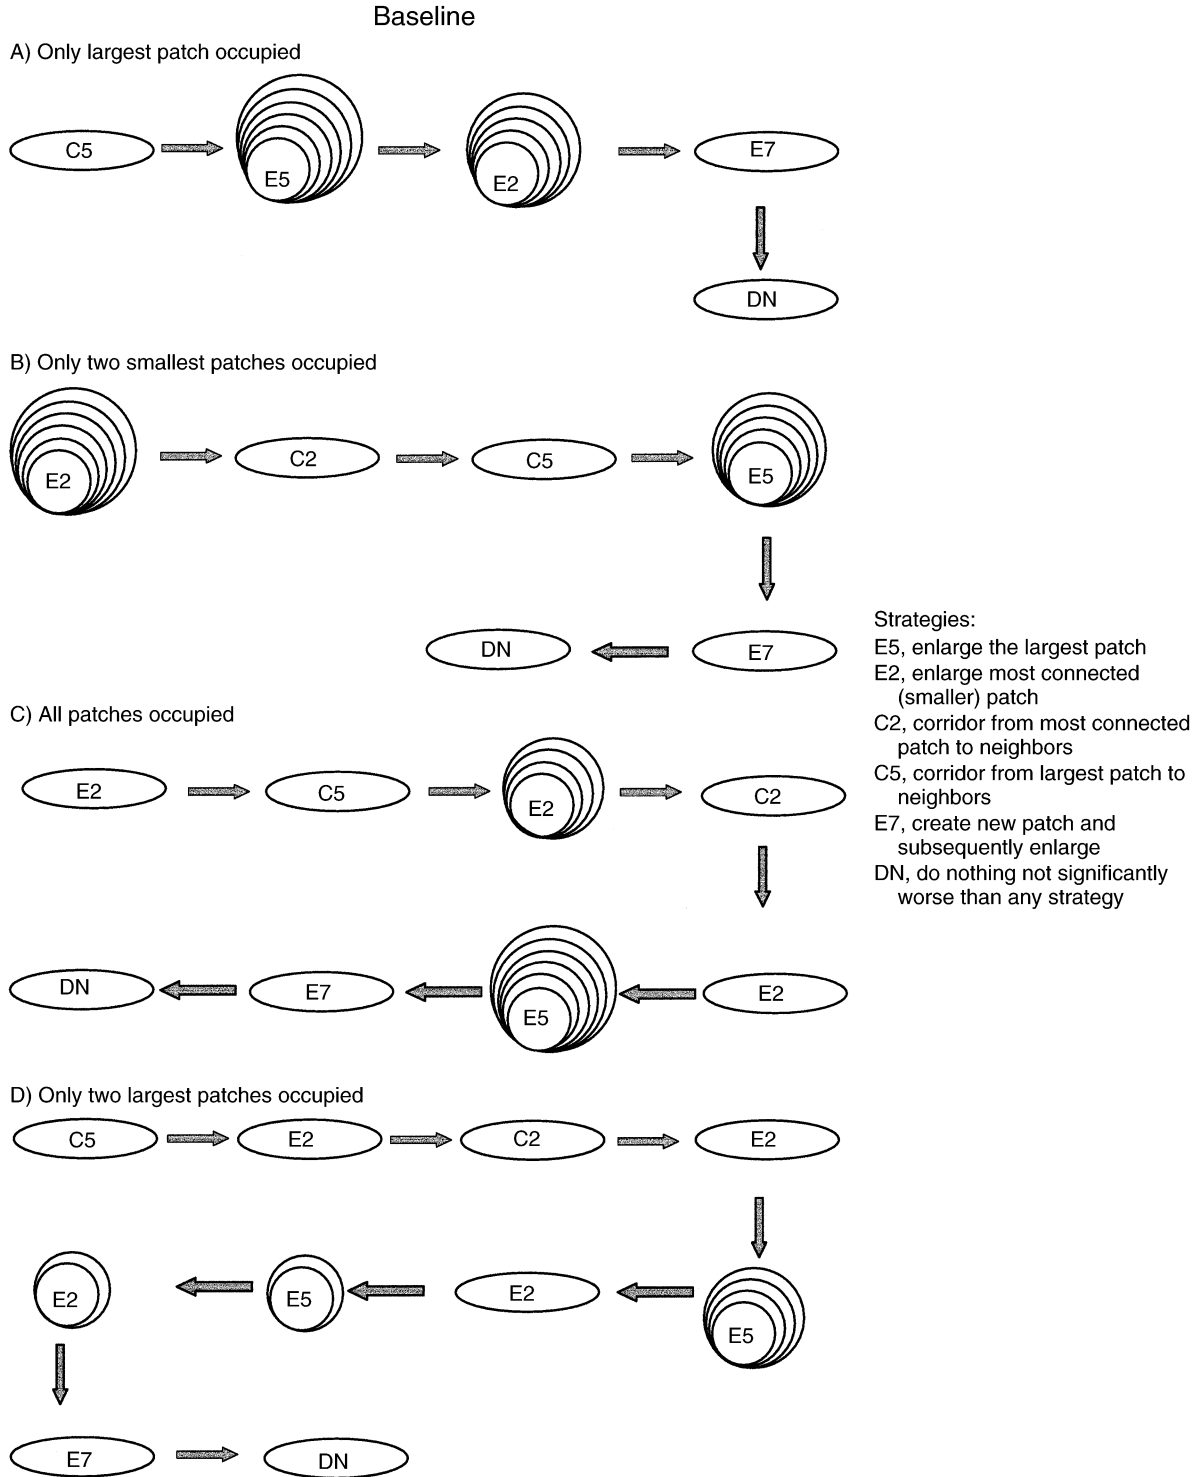 Baseline
A) Only largest patch occupied
C5
E5
E2
E7
DN
B) Only two smallest patches occupied
E2
C2
C5
E5
E7
DN
Strategies:
E5, enlarge the largest patch
E2, enlarge most connected
(smaller) patch
C2, corridor from most connected
patch to neighbors
C5, corridor from largest patch to
neighbors
E7, create new patch and
subsequently enlarge
DN, do nothing not significantly
worse than any strategy
C) All patches occupied
E2
C5
E2
C2
E2
E5
E7
DN
D) Only two largest patches occupied
C5
E2
C2
E2
E5
E2
E5
E2
E7
DN